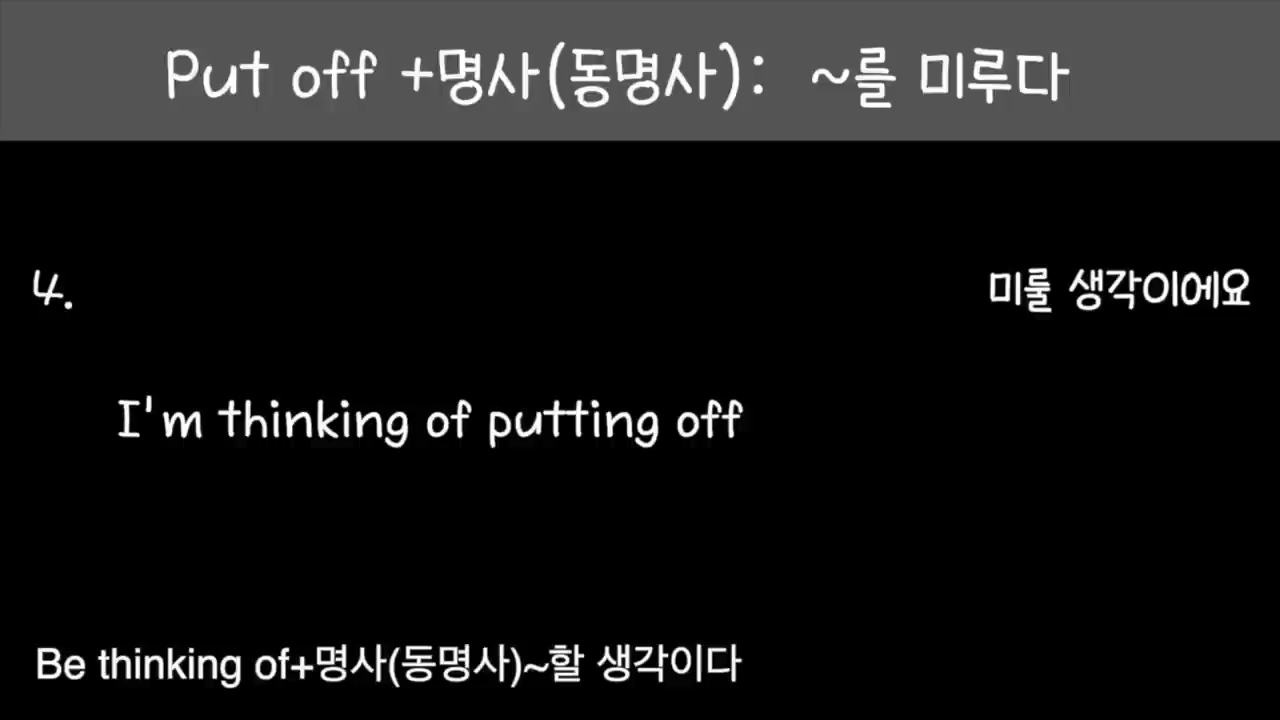 Put off +명사(동명사): ~를 미루다
4. 미룰 생각이에요
I'm thinking of putting off
Be thinking of+명사(동명사)~할 생각이다